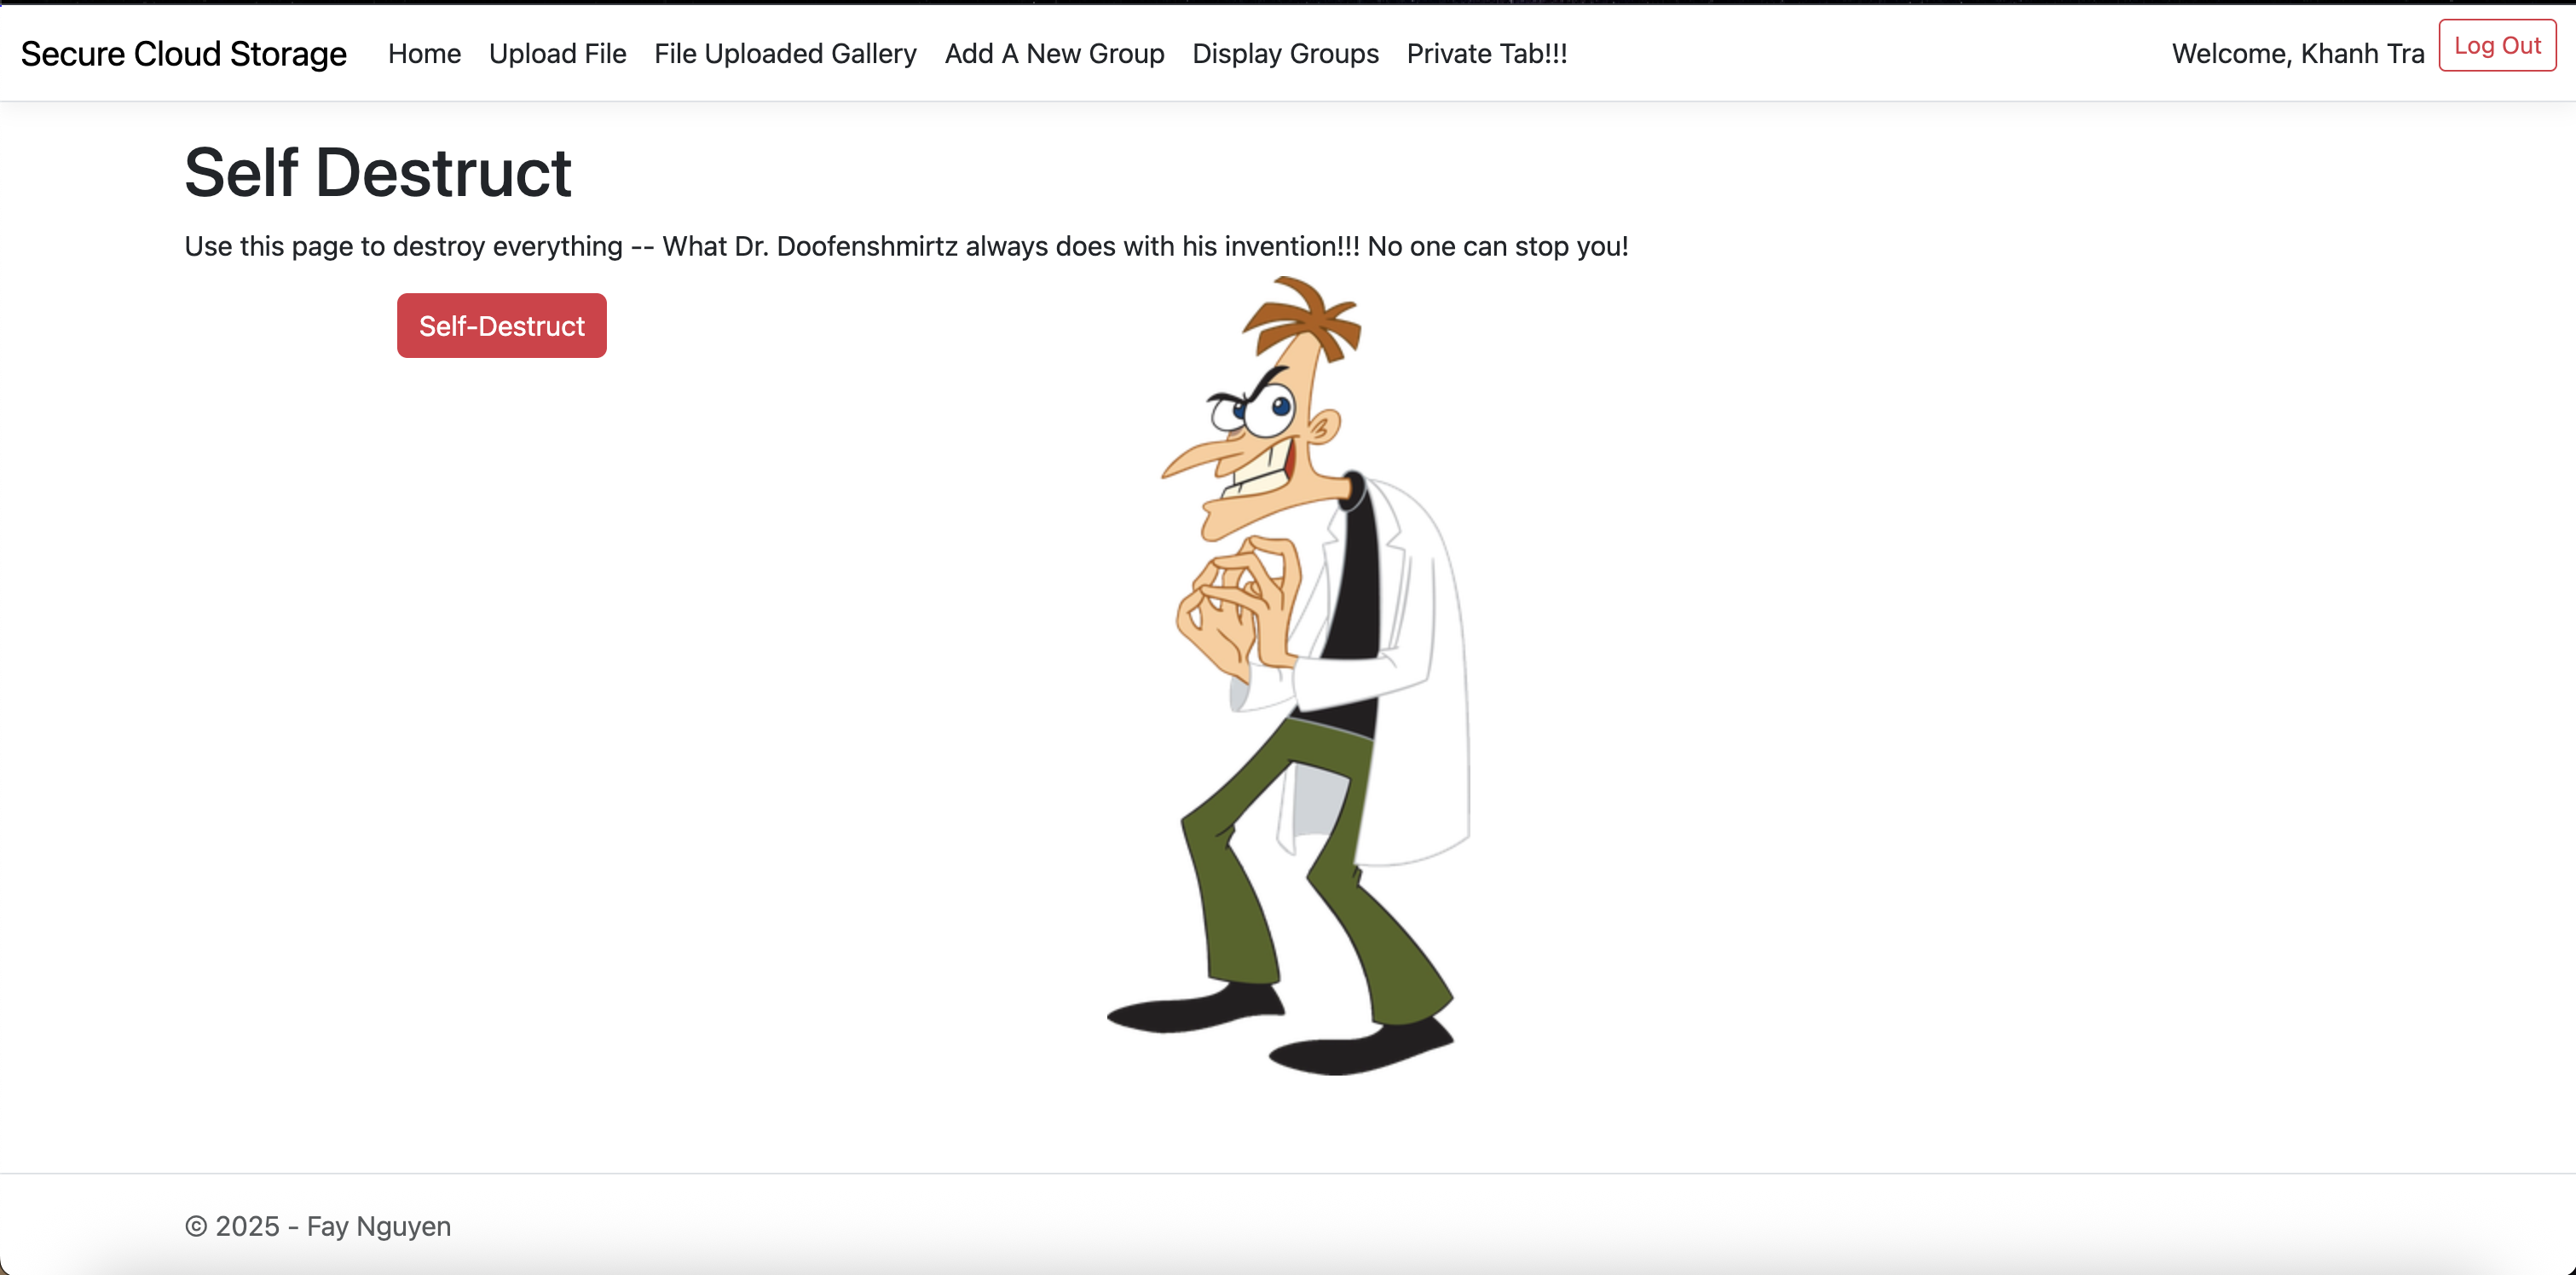 Secure Cloud Storage Home Upload File File Uploaded Gallery Add A New Group Display Groups Private Tab!!! Welcome, Khanh Tra Log Out
Self Destruct
Use this page to destroy everything -- What Dr. Doofenshmirtz always does with his invention!!! No one can stop you!
Self-Destruct
© 2025 - Fay Nguyen